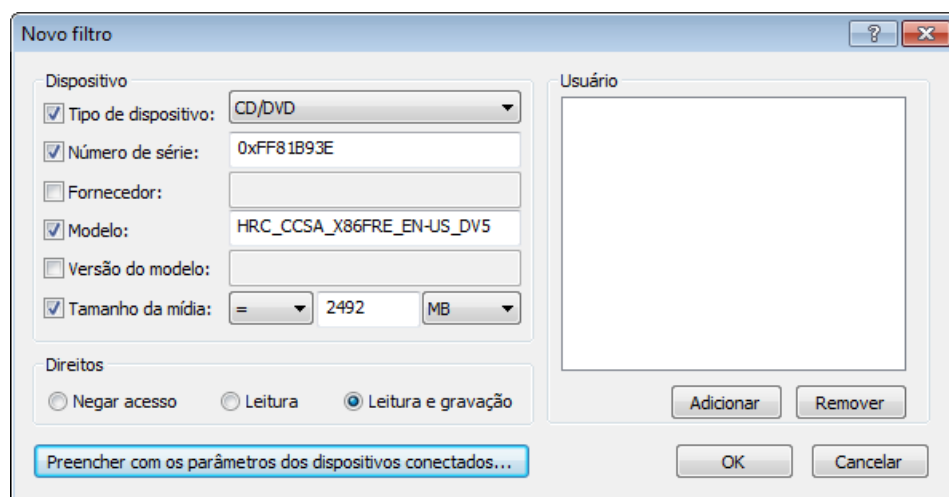 Novo filtro
Dispositivo
Tipo de dispositivo: CD/DVD
Número de série: 0xFF81B93E
Fornecedor:
Modelo: HRC_CCSA_X86FRE_EN-US_DV5
Versão do modelo:
Tamanho da mídia: = 2492 MB
Direitos
Negar acesso Leitura Leitura e gravação
Preencher com os parâmetros dos dispositivos conectados...
Usuário
Adicionar Remover
OK Cancelar